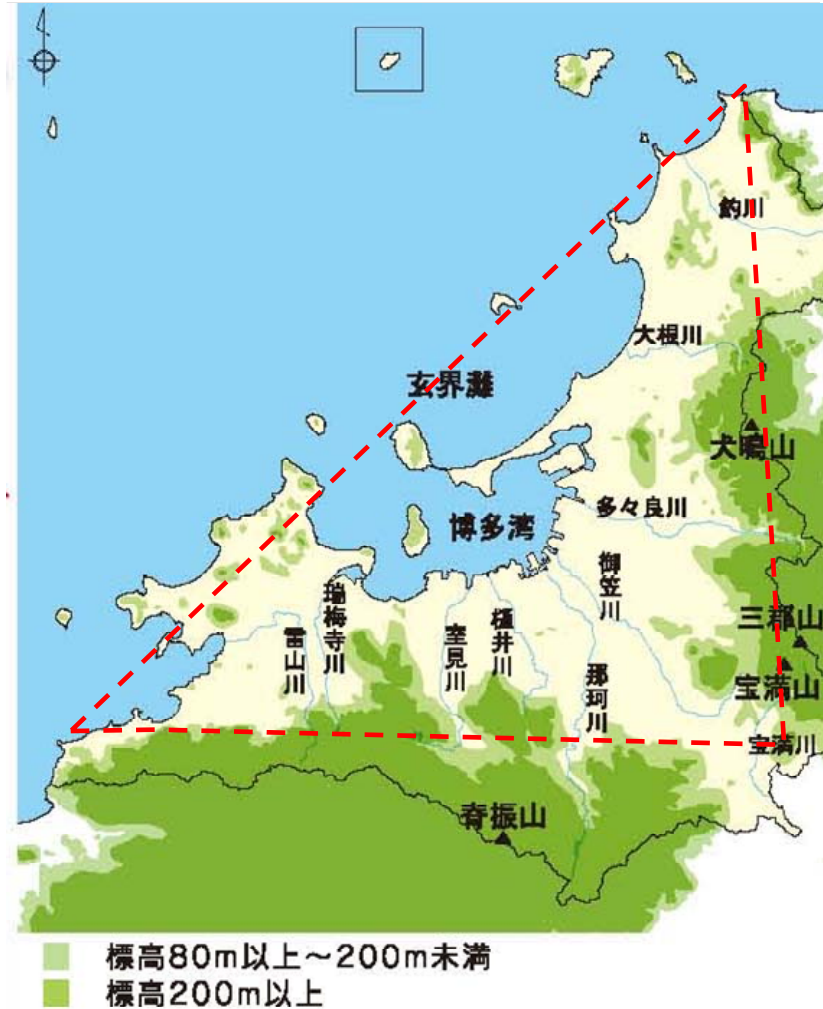 釣川
大根川
玄界灘
犬鳴山
多々良川
博多湾
御笠川
瑞梅寺川
樋井川
三郡山
雷山川
室見川
那珂川
宝満山
宝満川
脊振山
標高80m以上～200m未満
標高200m以上